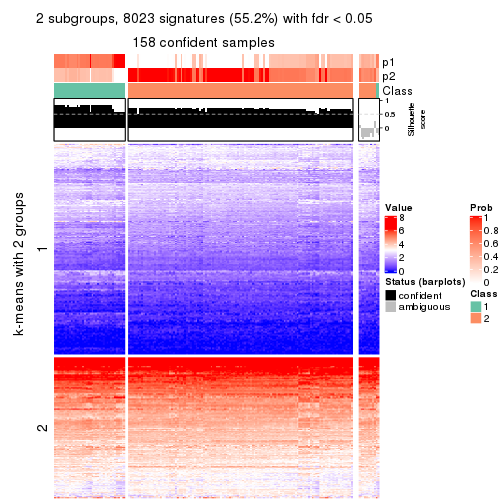 2 subgroups, 8023 signatures (55.2%) with fdr < 0.05
158 confident samples
p1
p2
Class
1
0.5
0
Silhouette
score
k-means with 2 groups
1
2
Value
8
6
4
2
0
Status (barplots)
confident
ambiguous
Prob
1
0.8
0.6
0.4
0.2
0
Class
1
2